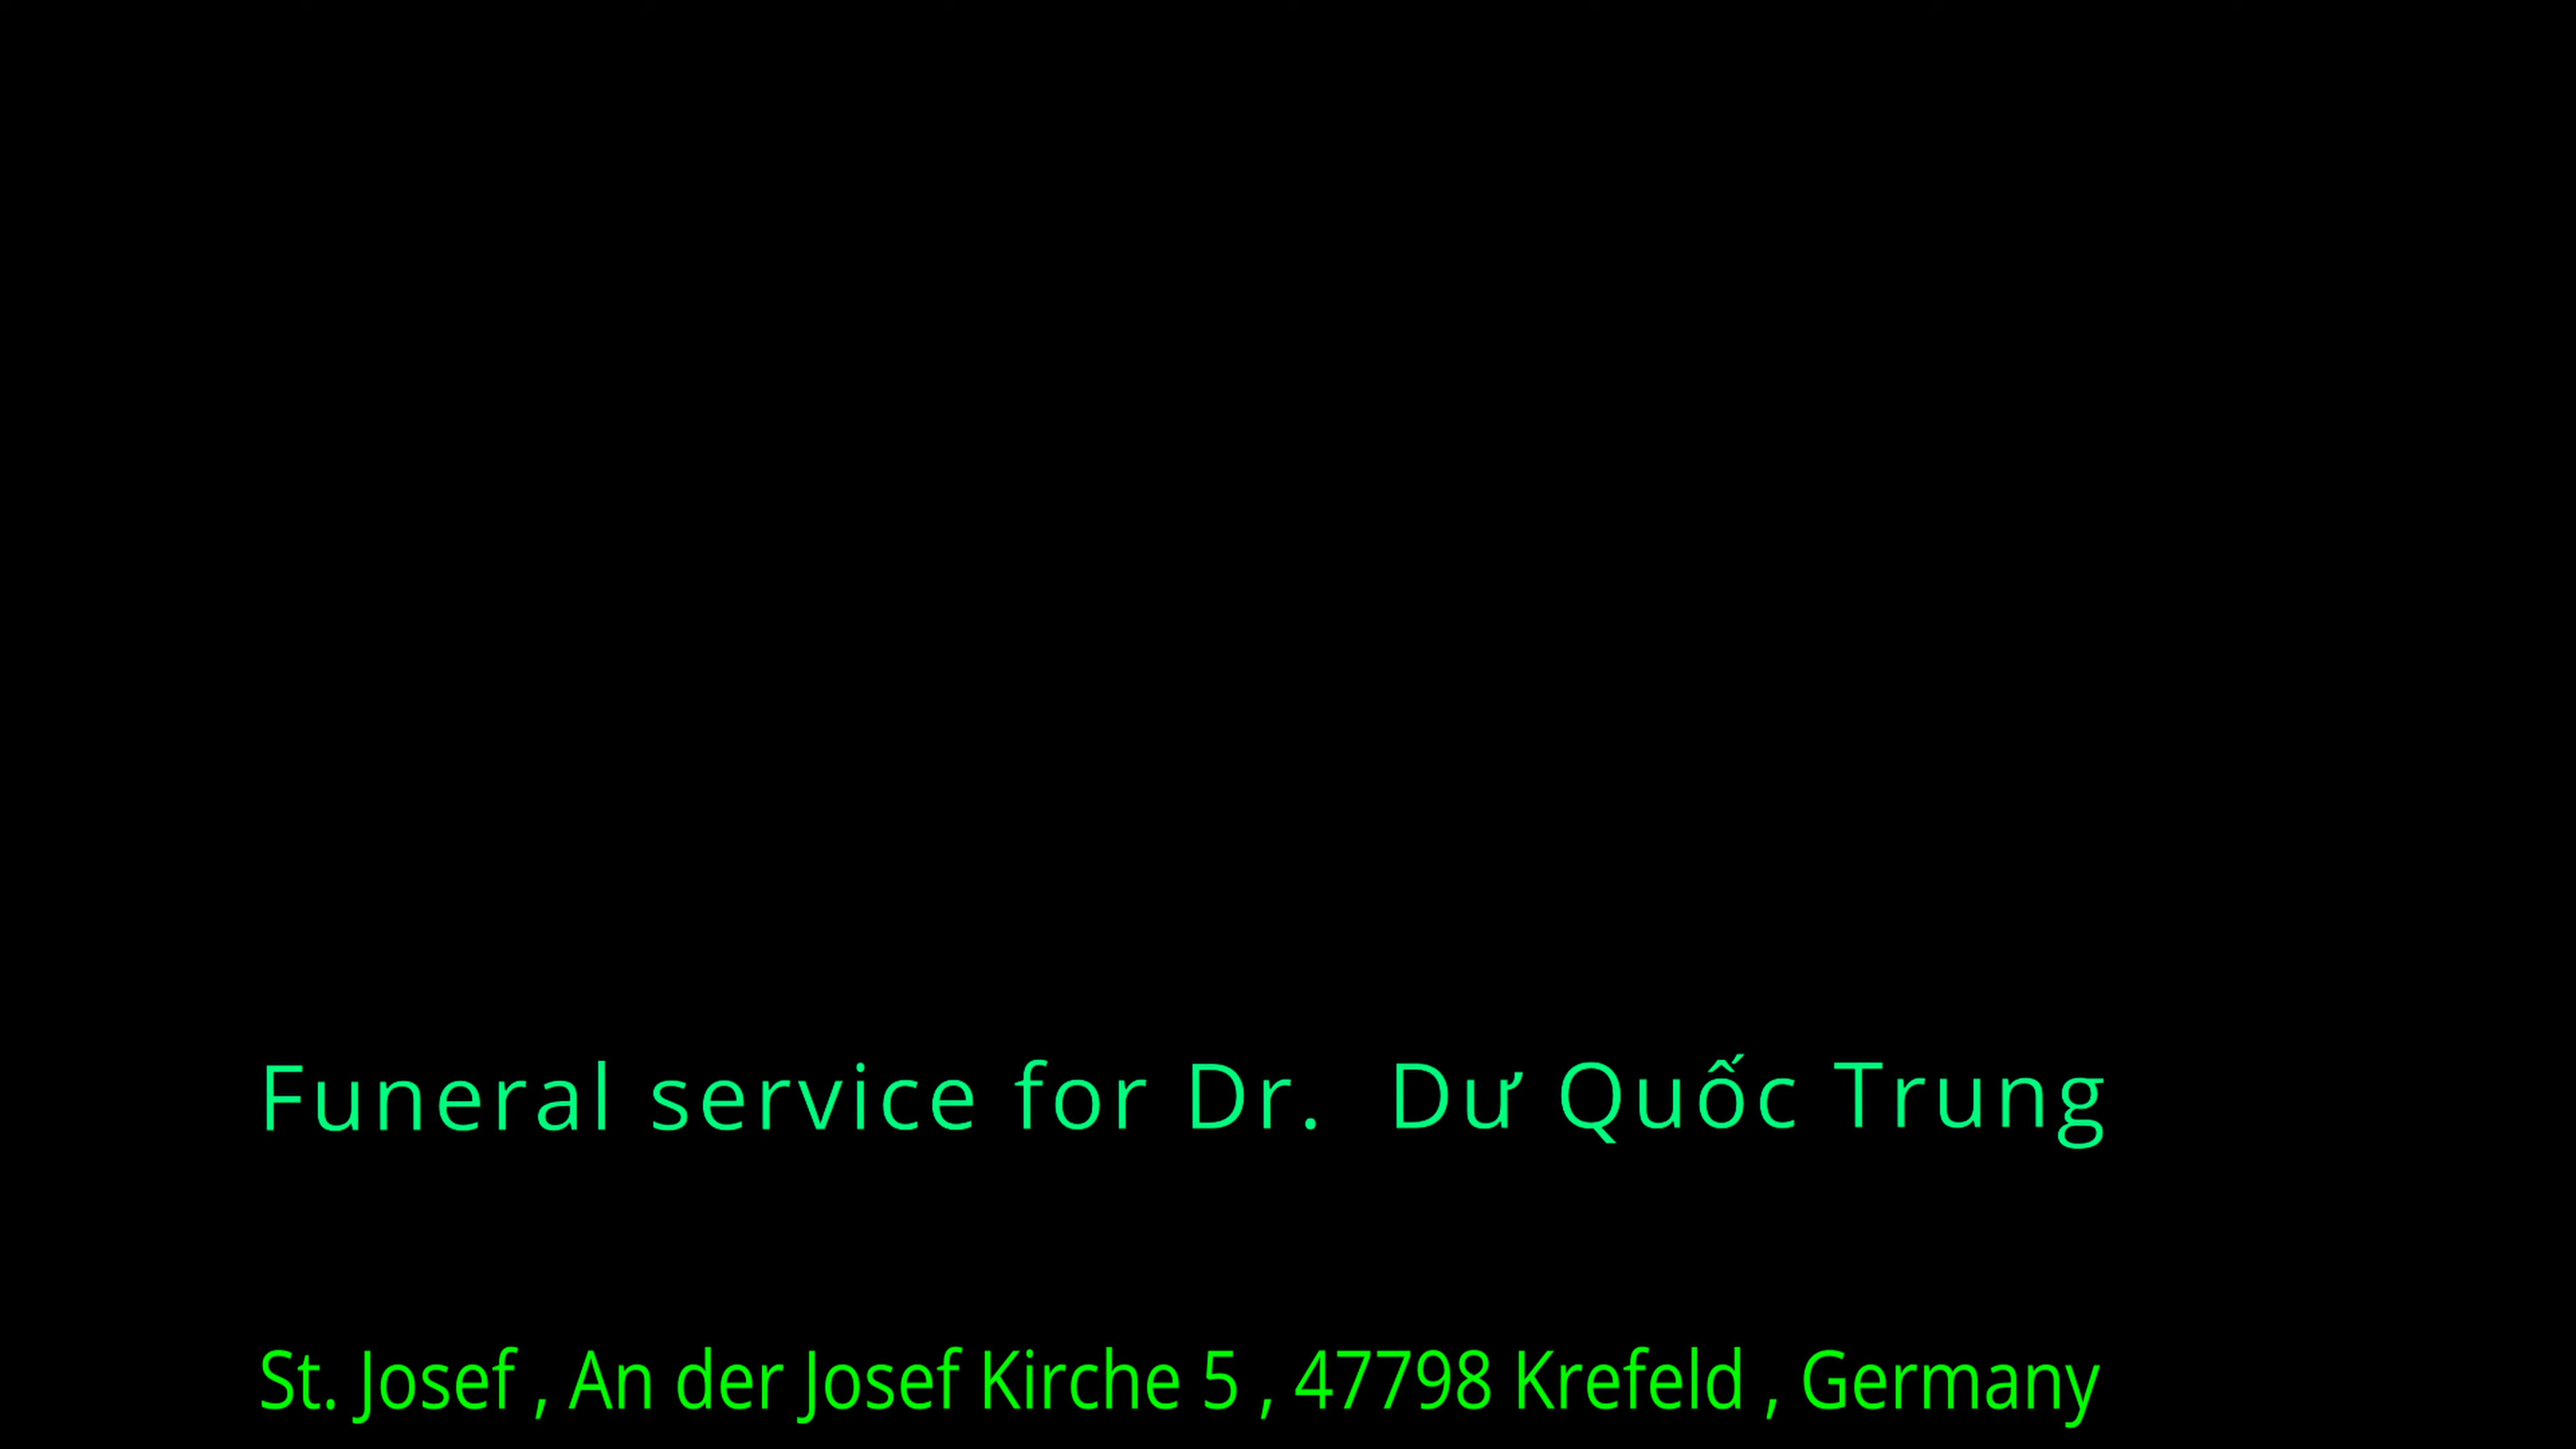 Funeral service for Dr. Dư Quốc Trung
St. Josef , An der Josef Kirche 5 , 47798 Krefeld , Germany